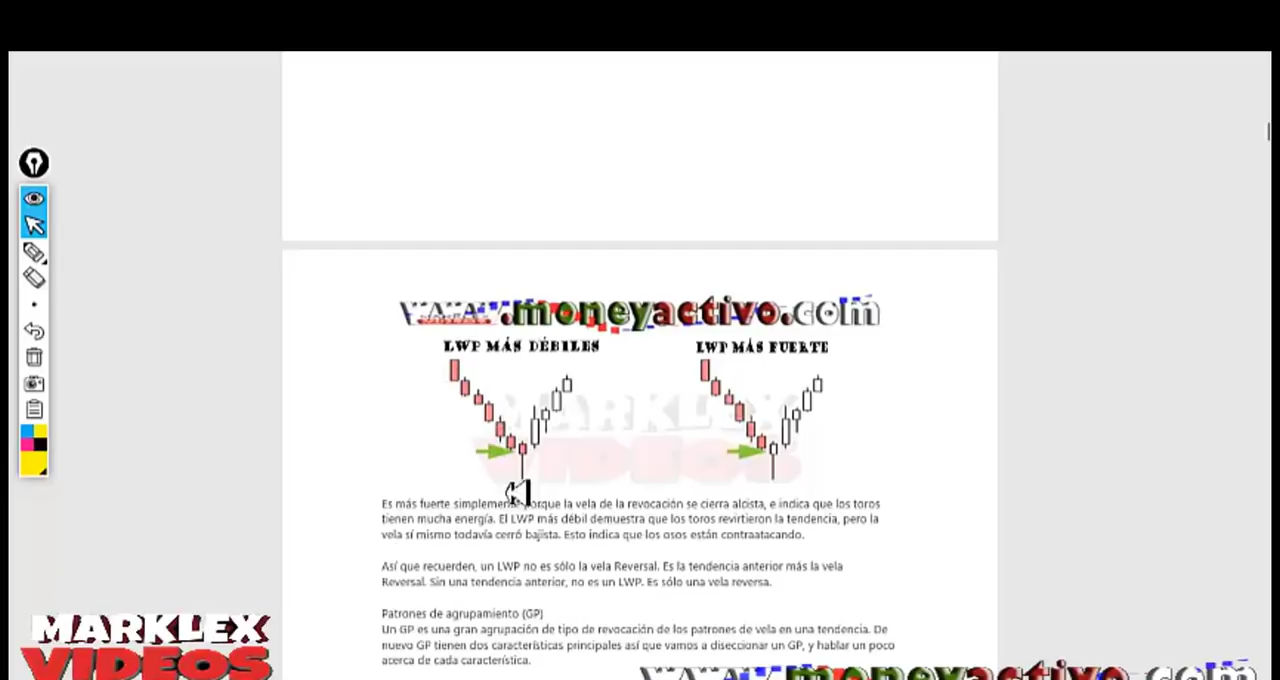 www.moneyactivo.com
LWP MÁS DÉBILES
LWP MÁS FUERTE
MARKLEX
VIDEOS
Es más fuerte simplemente porque la vela de la revocación se cierra alcista, e indica que los toros
tienen mucha energía. El LWP más débil demuestra que los toros revirtieron la tendencia, pero la
vela sí mismo todavía cerró bajista. Esto indica que los osos están contraatacando.
Así que recuerden, un LWP no es sólo la vela Reversal. Es la tendencia anterior más la vela
Reversal. Sin una tendencia anterior, no es un LWP. Es sólo una vela reversa.
Patrones de agrupamiento (GP)
Un GP es una gran agrupación de tipo de revocación de los patrones de vela en una tendencia. De
nuevo GP tienen dos características principales así que vamos a diseccionar un GP, y hablar un poco
acerca de cada característica.
MARKLEX
VIDEOS
www.moneyactivo.com